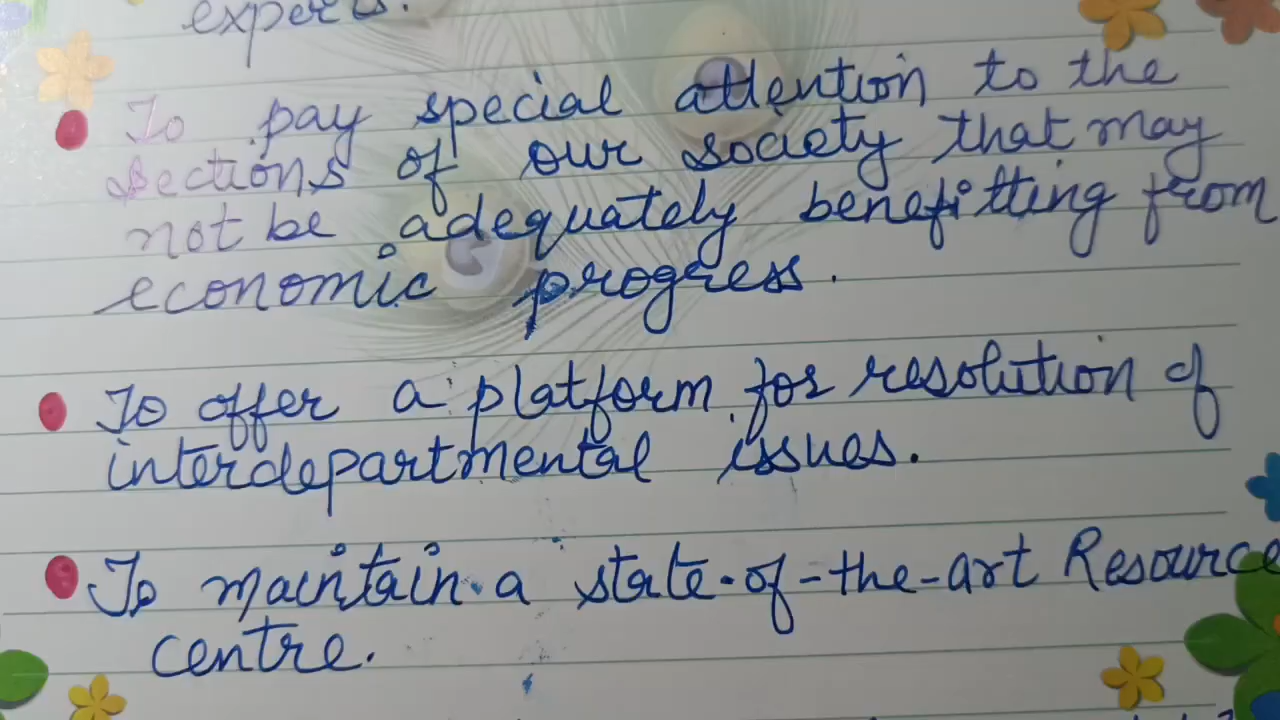 experts.
To pay special attention to the
sections of our society that may
not be adequately benefitting from
economic progress.
To offer a platform for resolution of
interdepartmental issues.
To maintain a state-of-the-art Resource
centre.